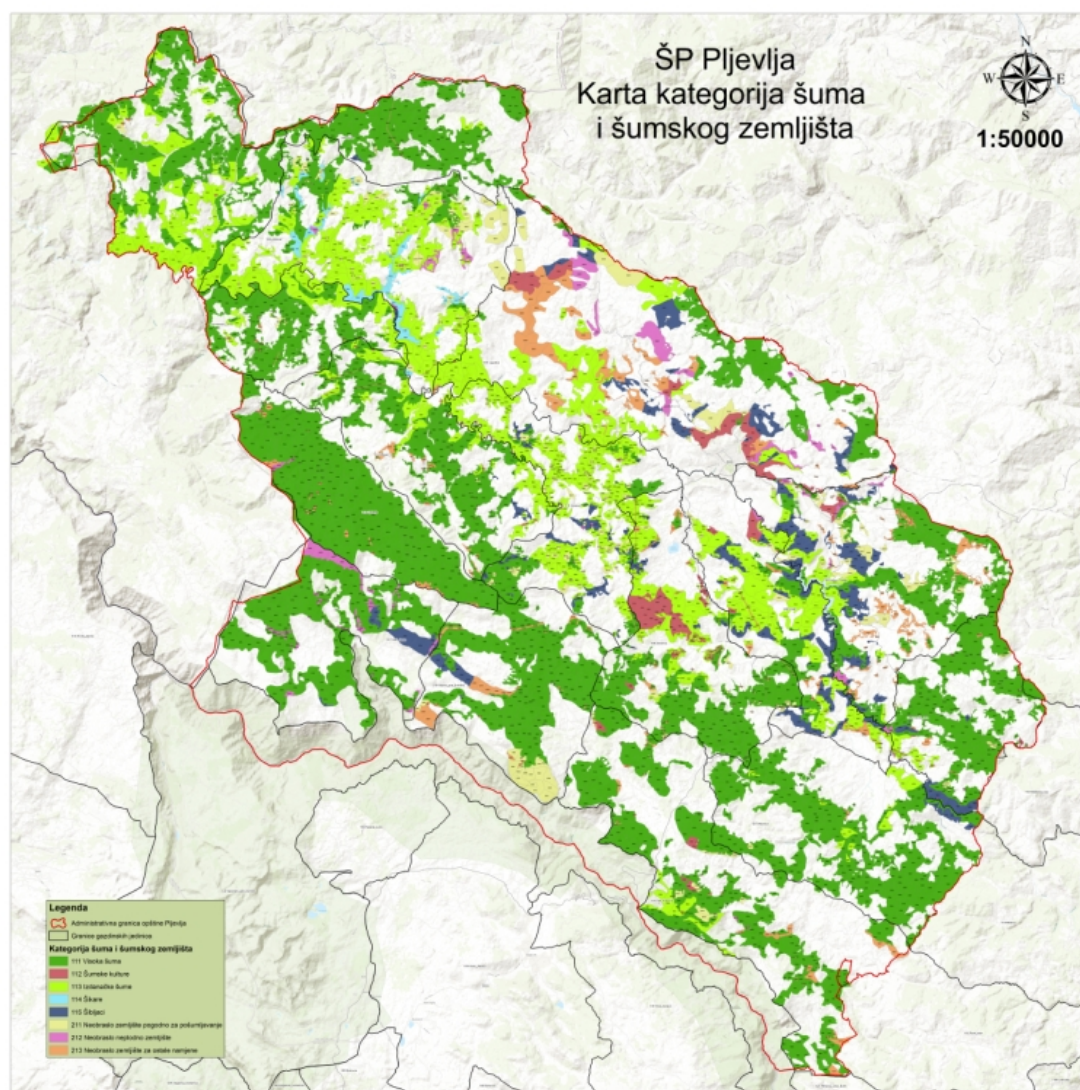 ŠP Pljevlja
Karta kategorija šuma
i šumskog zemljišta
N
W E
S
1:50000
Legenda
Administrativna granica opštine Pljevlja
Granice gazdinskih jedinica
Kategorija šuma i šumskog zemljišta
111 Visoka šuma
112 Šumske kulture
113 Izdanačke šume
114 Šikare
115 Šibljaci
211 Neobraslo zemljište pogodno za pošumljavanje
212 Neobraslo neplodno zemljište
213 Neobraslo zemljište za ostale namjene